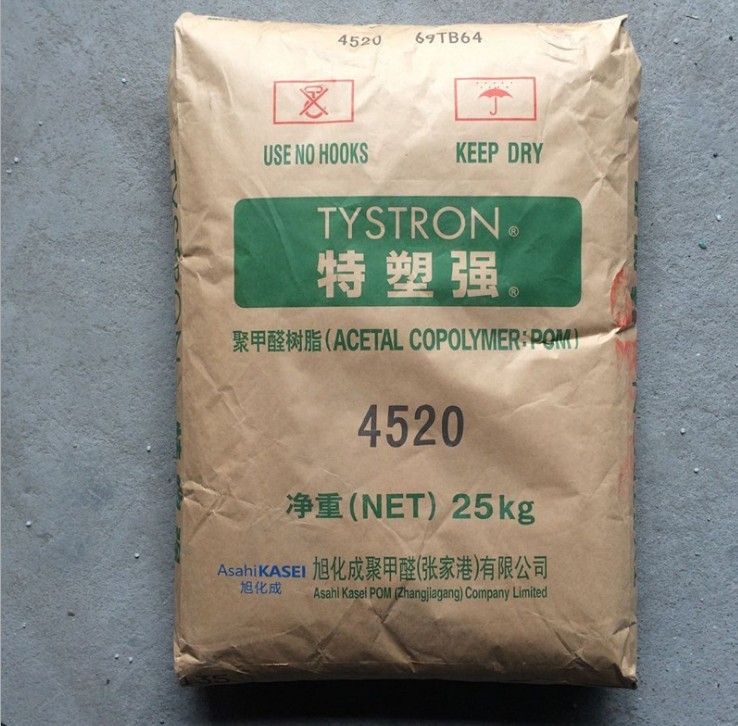 4520 69TB64
USE NO HOOKS
KEEP DRY
TYSTRON®
特塑强®
聚甲醛树脂(ACETAL COPOLYMER:POM)
4520
净重(NET) 25kg
AsahiKASEI
旭化成
旭化成聚甲醛(张家港)有限公司
Asahi Kasei POM (Zhangjiagang) Company Limited
TYSTRON